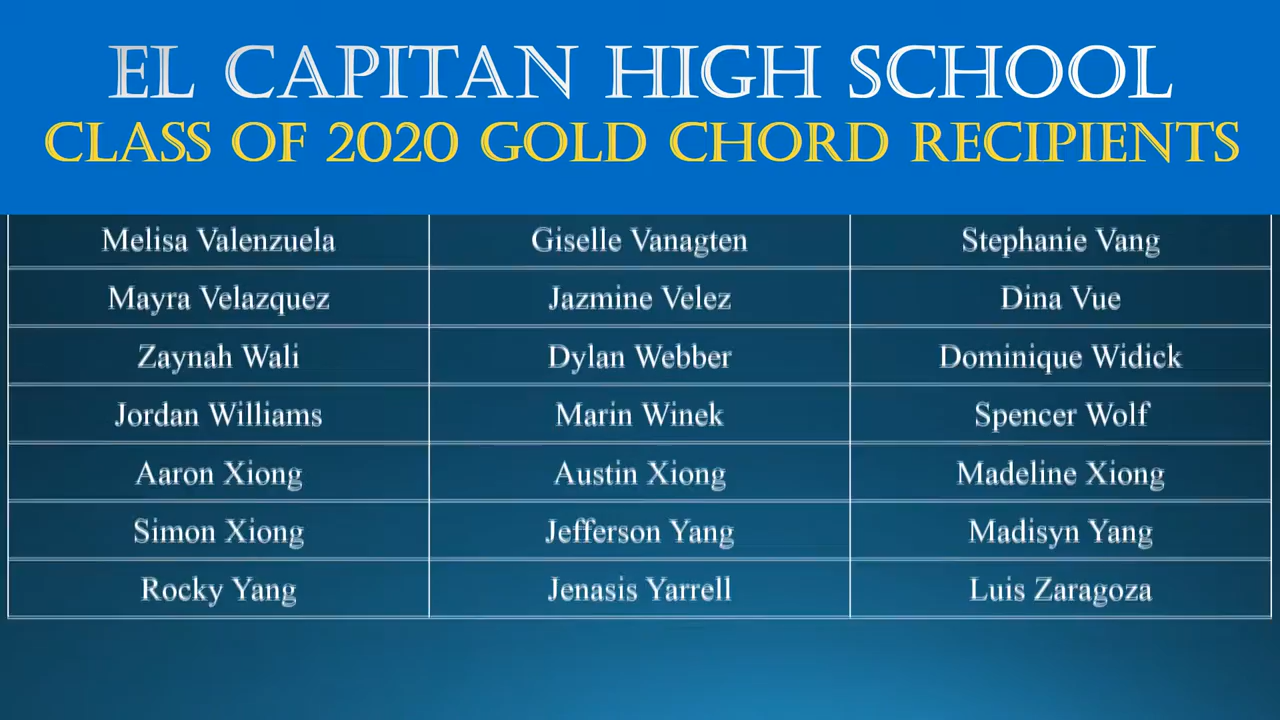 EL CAPITAN HIGH SCHOOL
CLASS OF 2020 GOLD CHORD RECIPIENTS
Melisa Valenzuela Giselle Vanagten Stephanie Vang
Mayra Velazquez Jazmine Velez Dina Vue
Zaynah Wali Dylan Webber Dominique Widick
Jordan Williams Marin Winek Spencer Wolf
Aaron Xiong Austin Xiong Madeline Xiong
Simon Xiong Jefferson Yang Madisyn Yang
Rocky Yang Jenasis Yarrell Luis Zaragoza